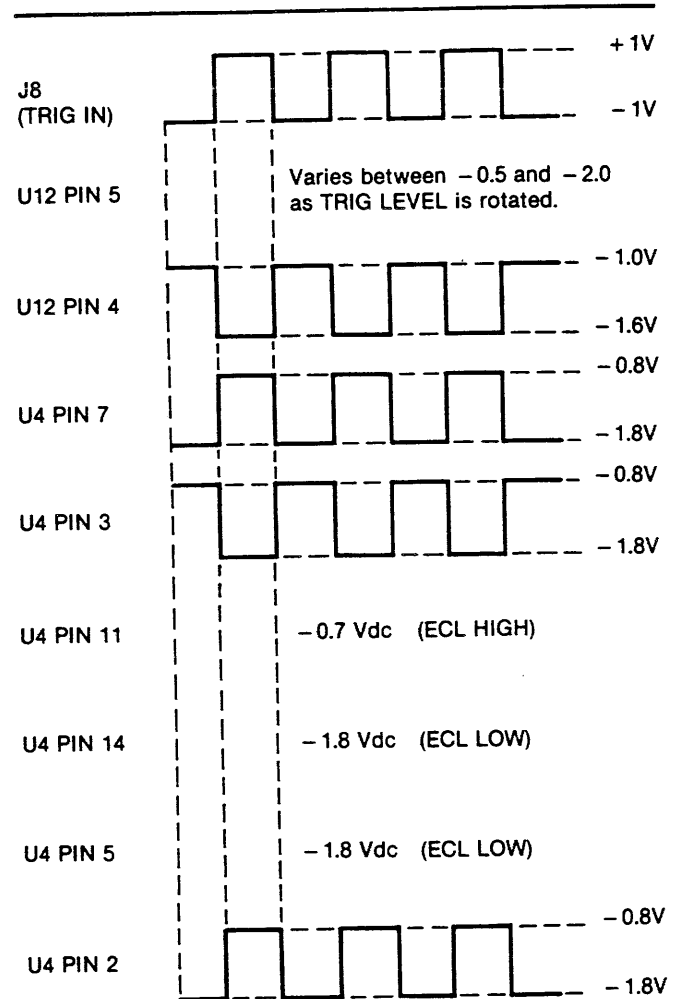 + 1V
J8
(TRIG IN)
– 1V
U12 PIN 5
Varies between – 0.5 and – 2.0
as TRIG LEVEL is rotated.
– 1.0V
U12 PIN 4
– 1.6V
– 0.8V
U4 PIN 7
– 1.8V
– 0.8V
U4 PIN 3
– 1.8V
U4 PIN 11
– 0.7 Vdc (ECL HIGH)
U4 PIN 14
– 1.8 Vdc (ECL LOW)
U4 PIN 5
– 1.8 Vdc (ECL LOW)
– 0.8V
U4 PIN 2
– 1.8V